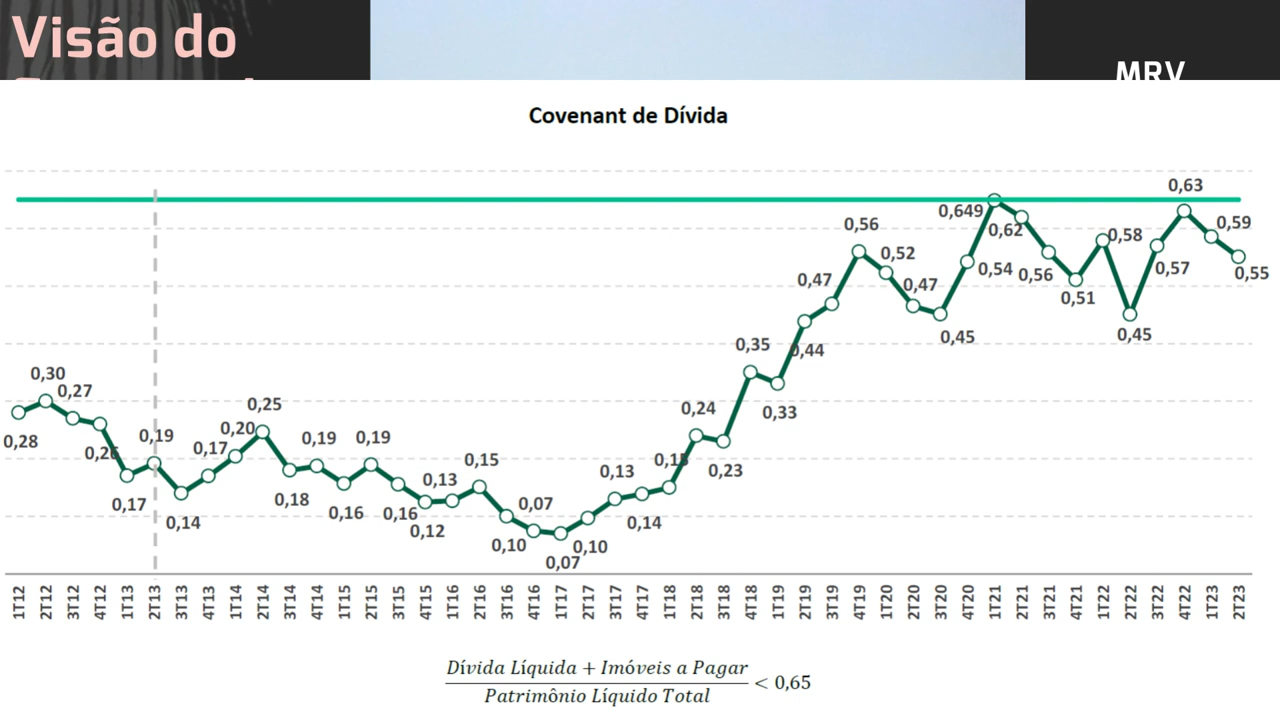 Visão do
MRV
Covenant de Dívida
0,28
0,30
0,27
0,26
0,17
0,19
0,14
0,17
0,20
0,25
0,18
0,19
0,16
0,19
0,16
0,12
0,13
0,15
0,10
0,07
0,07
0,10
0,13
0,14
0,15
0,24
0,23
0,35
0,33
0,44
0,47
0,56
0,52
0,47
0,45
0,54
0,649
0,62
0,56
0,51
0,58
0,45
0,57
0,63
0,59
0,55
1T12
2T12
3T12
4T12
1T13
2T13
3T13
4T13
1T14
2T14
3T14
4T14
1T15
2T15
3T15
4T15
1T16
2T16
3T16
4T16
1T17
2T17
3T17
4T17
1T18
2T18
3T18
4T18
1T19
2T19
3T19
4T19
1T20
2T20
3T20
4T20
1T21
2T21
3T21
4T21
1T22
2T22
3T22
4T22
1T23
2T23
Dívida Líquida + Imóveis a Pagar
Patrimônio Líquido Total
< 0,65